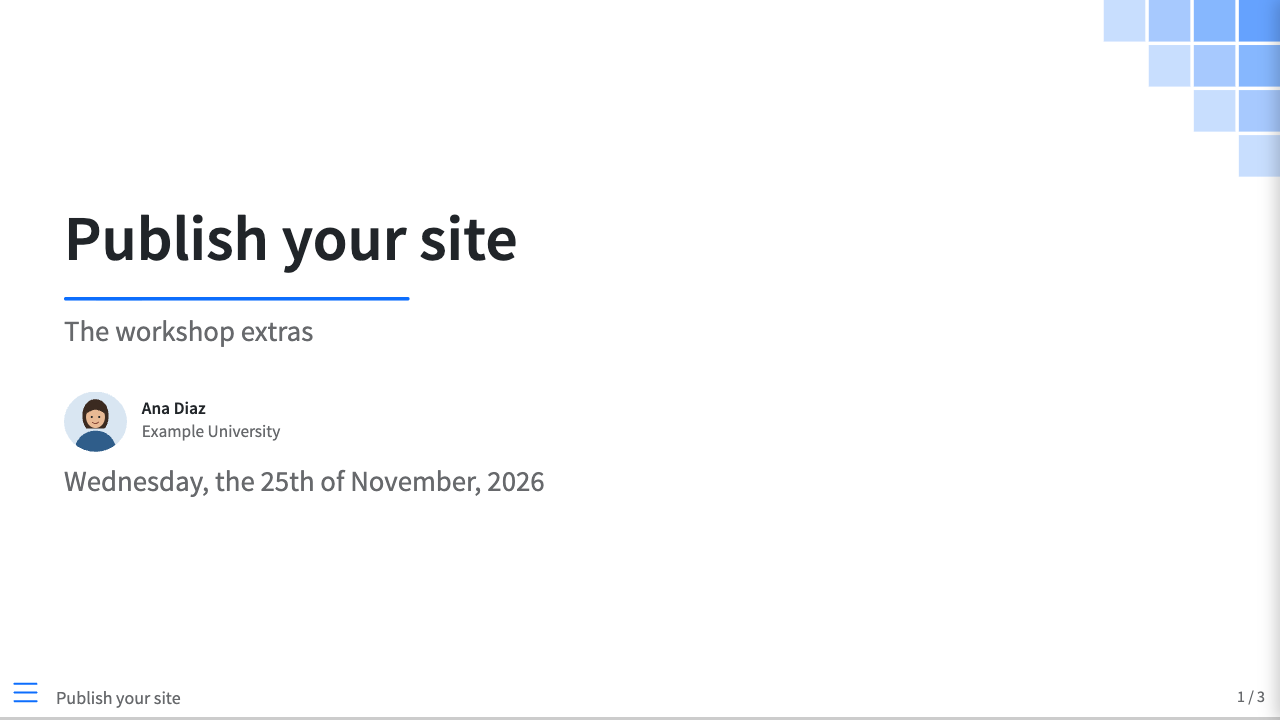 Publish your site
The workshop extras
Ana Diaz
Example University
Wednesday, the 25th of November, 2026
Publish your site
1 / 3